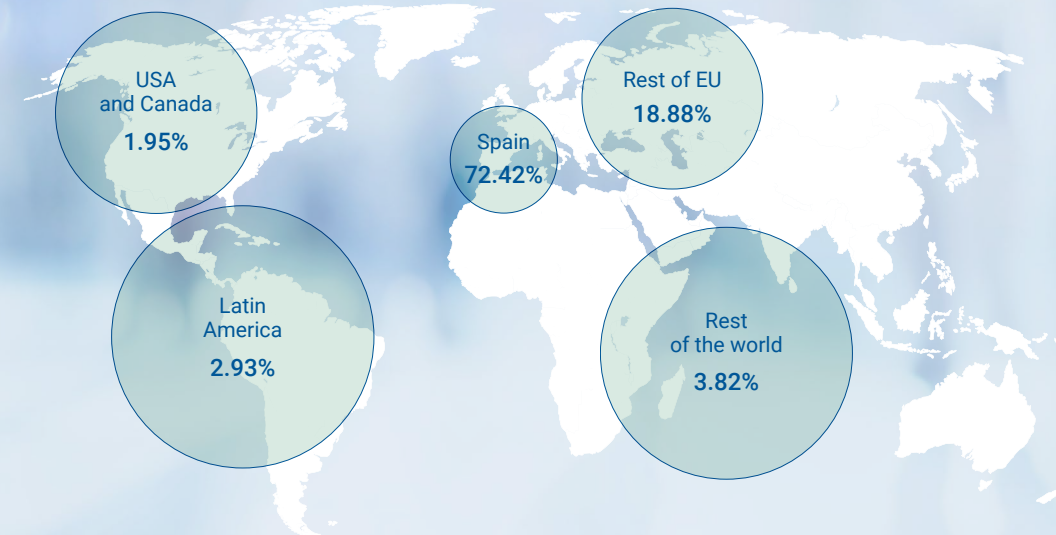 USA
and Canada
1.95%
Spain
72.42%
Rest of EU
18.88%
Latin
America
2.93%
Rest
of the world
3.82%